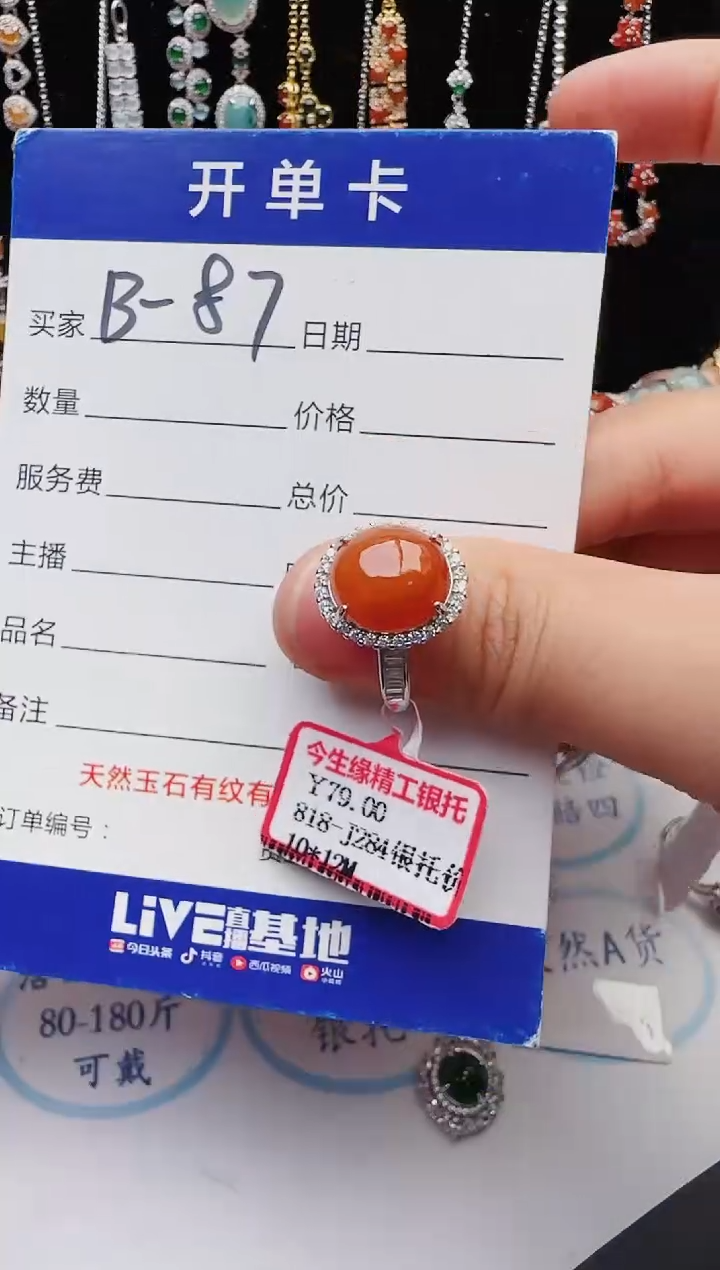 开单卡
买家 B-87 日期
数量 价格
服务费 总价
主播
品名
备注
天然玉石有纹有
订单编号：
今生缘精工银托
¥79.00
818-J284银托
10*12M
LiVE直播基地
今日头条 抖音 西瓜视频 火山
80-180斤
可戴
银托
然A货